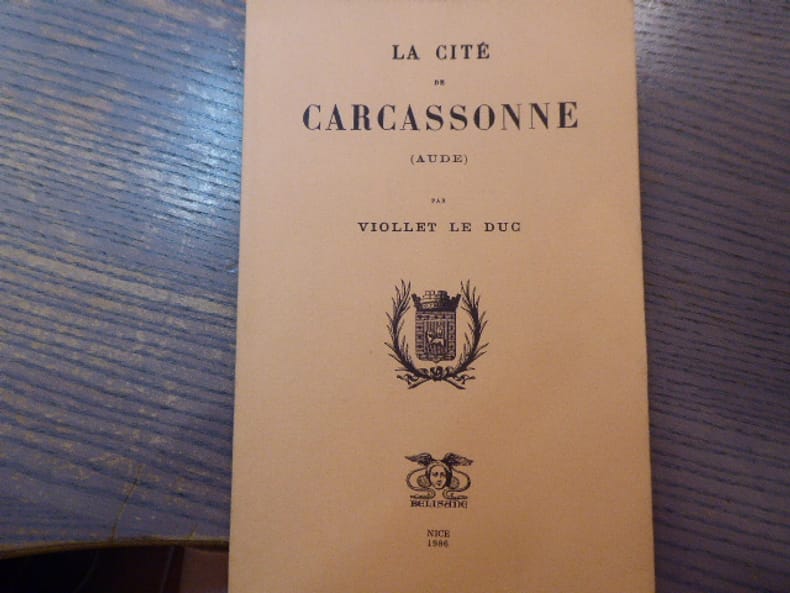 LA CITÉ
DE
CARCASSONNE
(AUDE)
PAR
VIOLLET LE DUC
BELISANE
NICE
1986